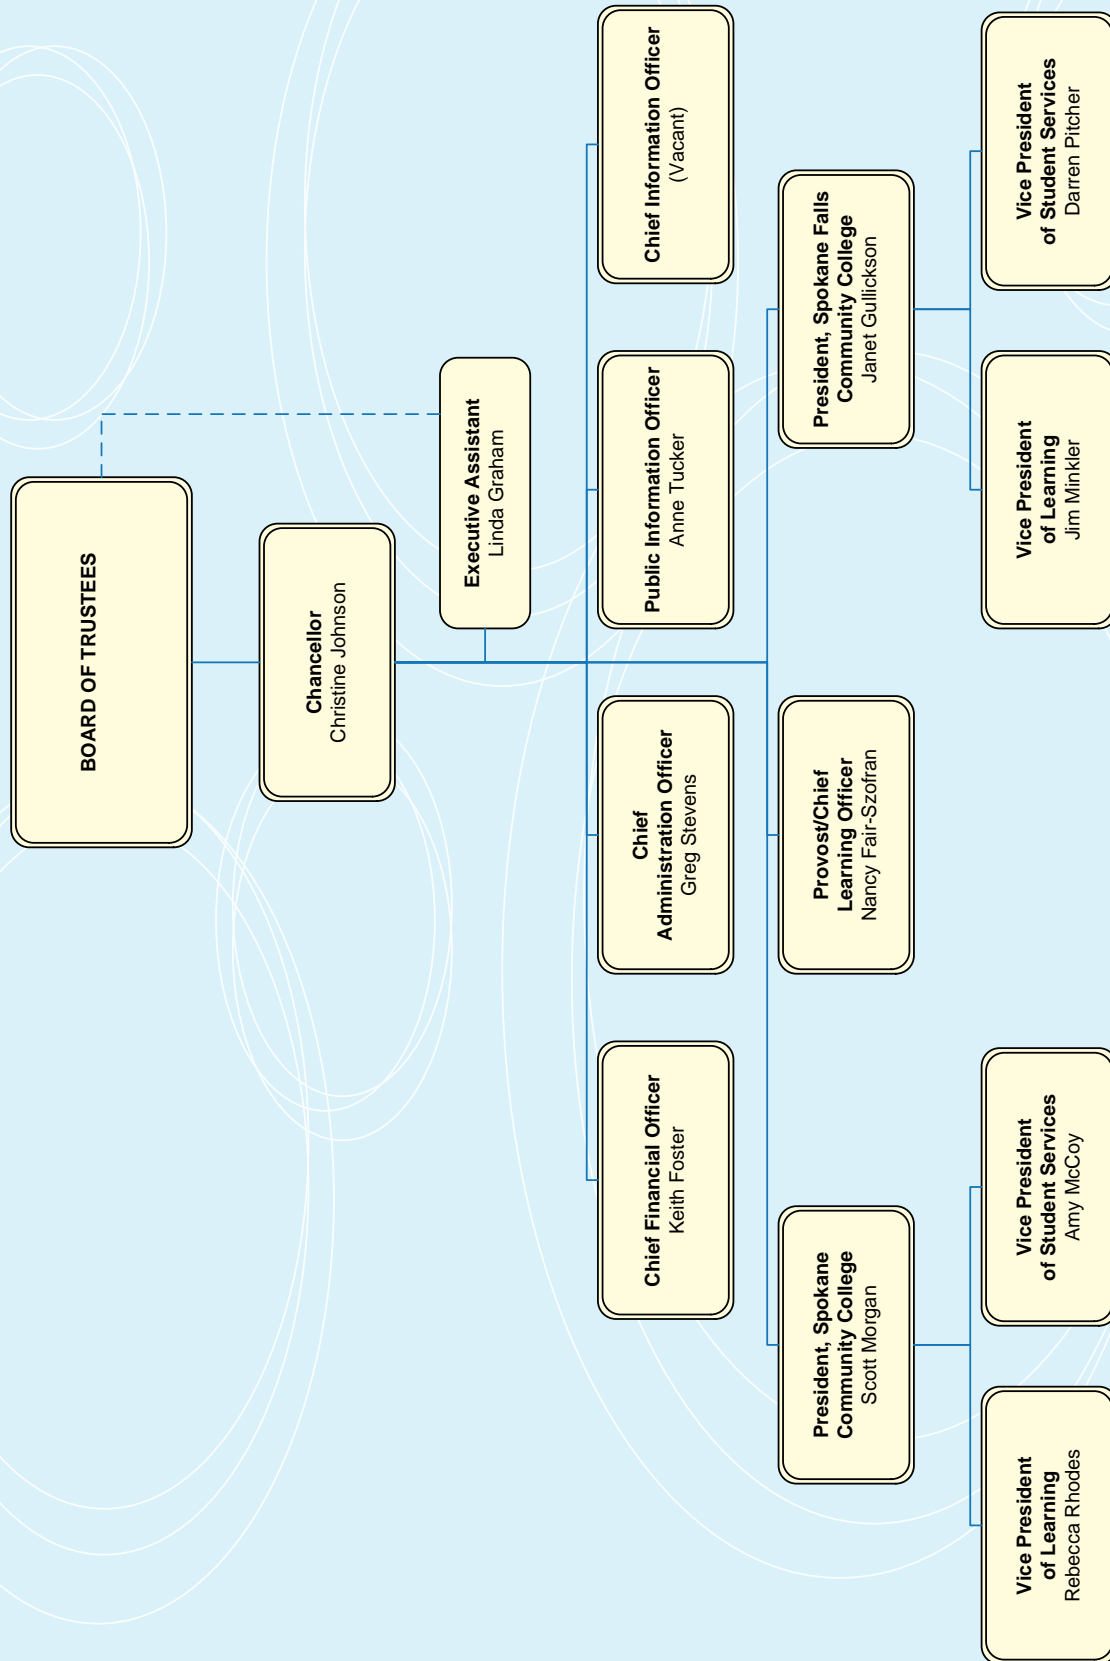 BOARD OF TRUSTEES
Chancellor
Christine Johnson
Executive Assistant
Linda Graham
Chief Financial Officer
Keith Foster
Chief
Administration Officer
Greg Stevens
Public Information Officer
Anne Tucker
Chief Information Officer
(Vacant)
President, Spokane
Community College
Scott Morgan
Provost/Chief
Learning Officer
Nancy Fair-Szofran
President, Spokane Falls
Community College
Janet Gullickson
Vice President
of Learning
Rebecca Rhodes
Vice President
of Student Services
Amy McCoy
Vice President
of Learning
Jim Minkler
Vice President
of Student Services
Darren Pitcher